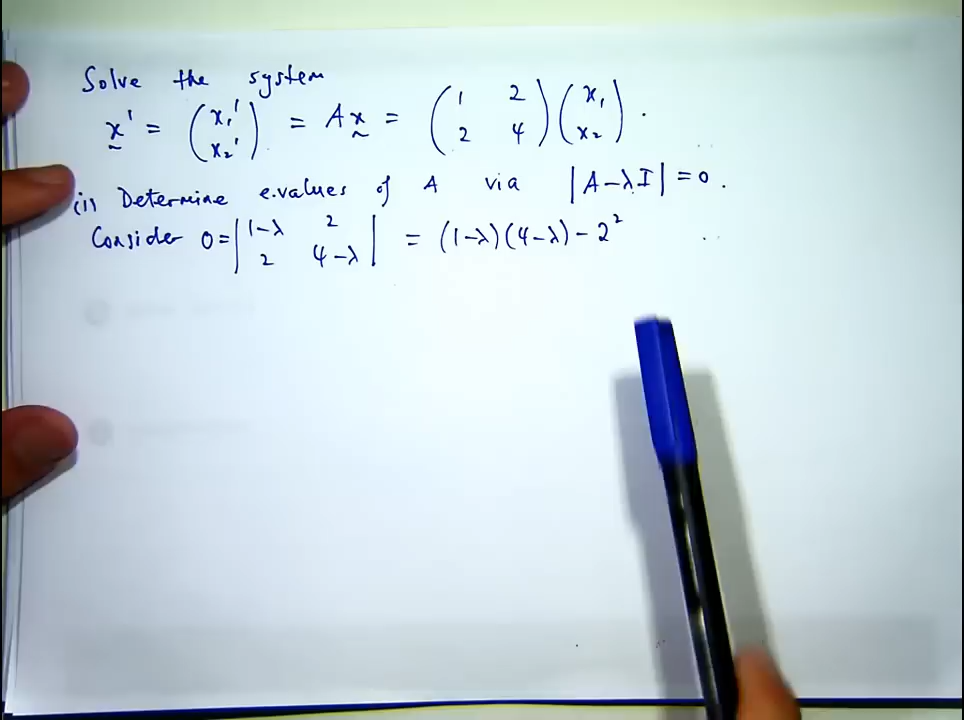 Solve the system
x' = (x₁' x₂') = A x = (1 2 2 4)(x₁ x₂).
(i) Determine e.values of A via |A-λI| = 0.
Consider 0 = |1-λ 2 2 4-λ| = (1-λ)(4-λ) - 2²